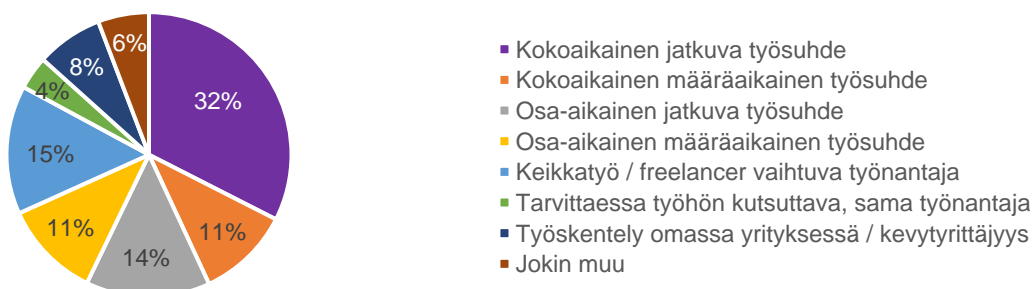 6%
8%
4%
32%
15%
11%
11%
14%
Kokoaikainen jatkuva työsuhde
Kokoaikainen määräaikainen työsuhde
Osa-aikainen jatkuva työsuhde
Osa-aikainen määräaikainen työsuhde
Keikkatyö / freelancer vaihtuva työnantaja
Tarvittaessa työhön kutsuttava, sama työnantaja
Työskentely omassa yrityksessä / kevytyrittäjyys
Jokin muu